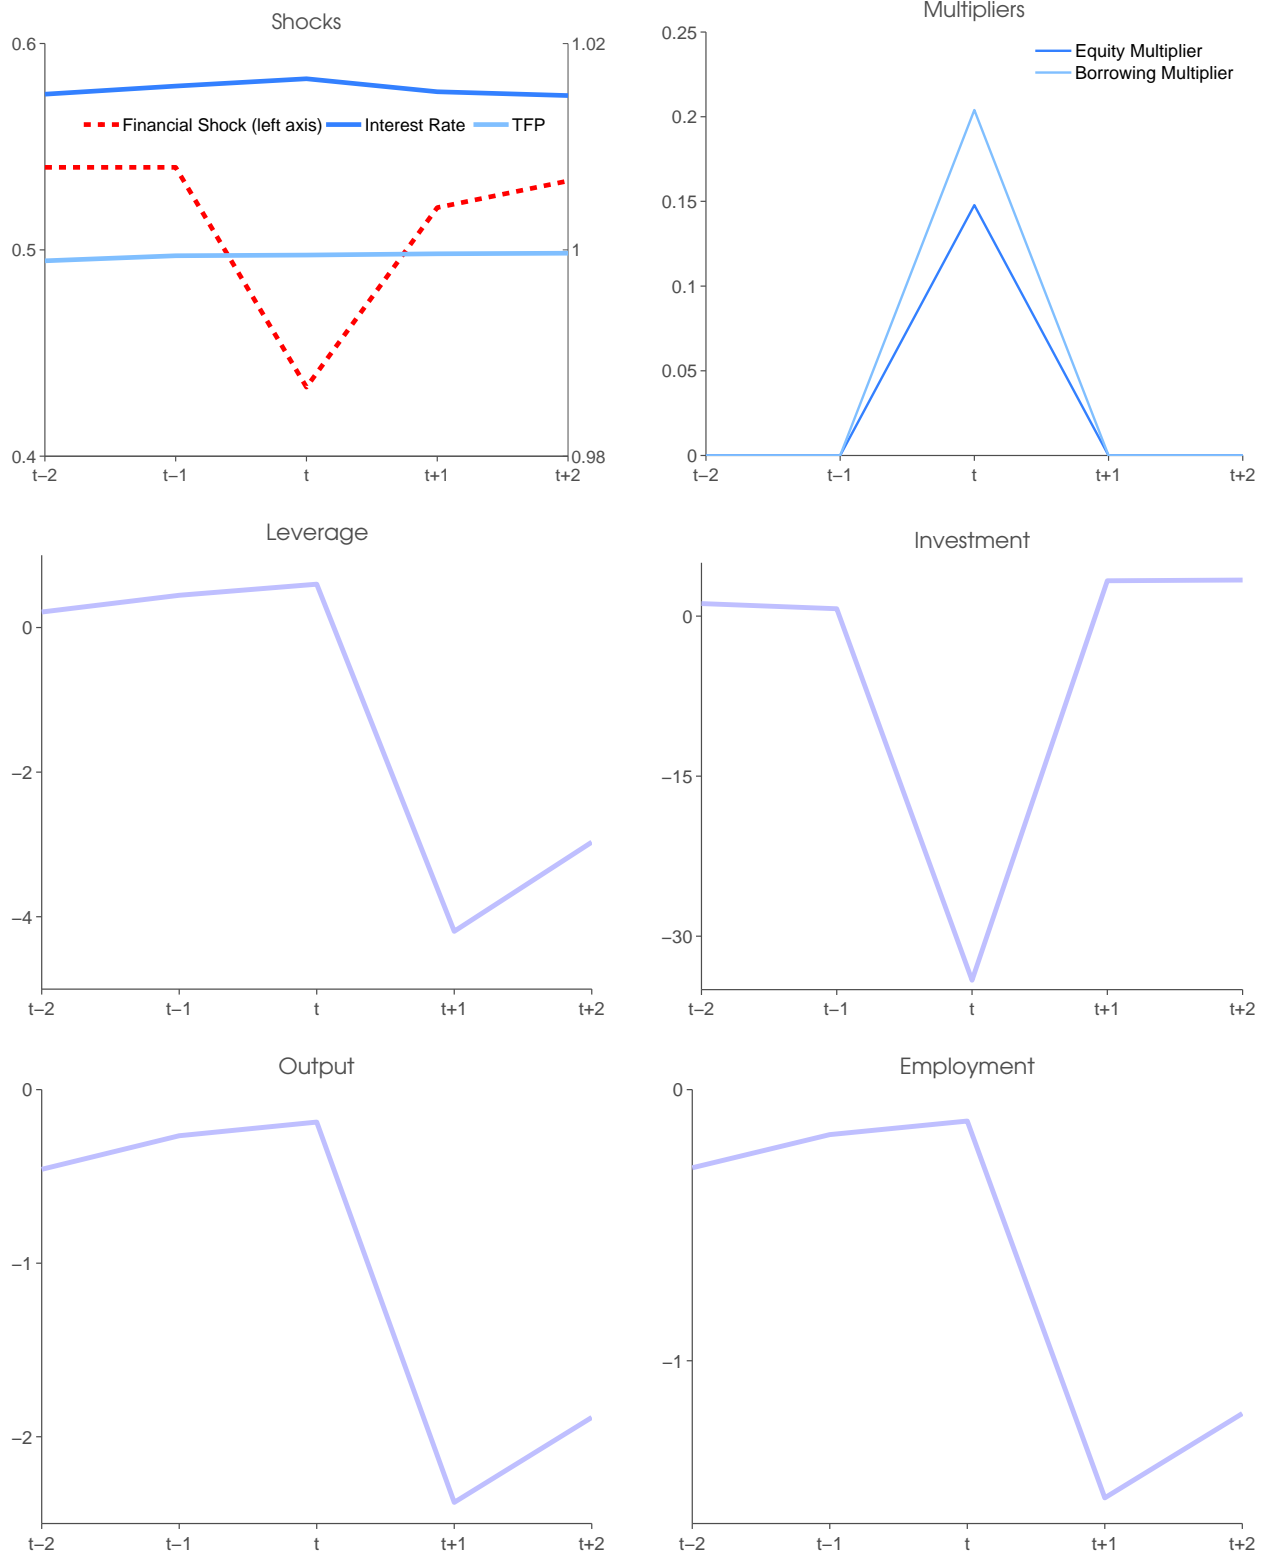 Shocks
0.6
1.02
Financial Shock (left axis) Interest Rate TFP
0.5
1
0.4
0.98
t−2 t−1 t t+1 t+2
Multipliers
0.25
Equity Multiplier
Borrowing Multiplier
0.2
0.15
0.1
0.05
0
t−2 t−1 t t+1 t+2
Leverage
0
−2
−4
t−2 t−1 t t+1 t+2
Investment
0
−15
−30
t−2 t−1 t t+1 t+2
Output
0
−1
−2
t−2 t−1 t t+1 t+2
Employment
0
−1
t−2 t−1 t t+1 t+2